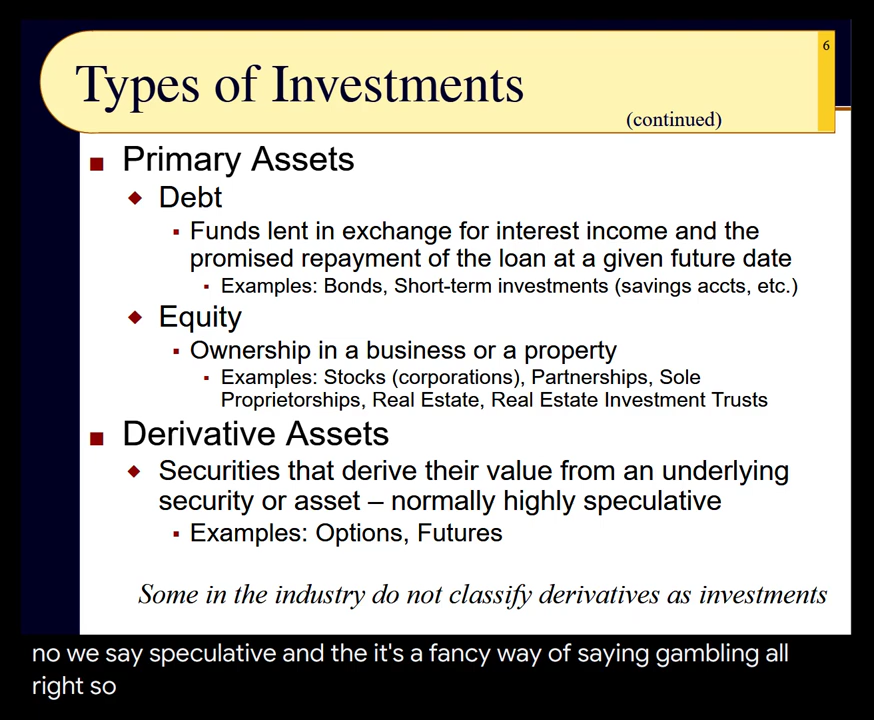 6
Types of Investments
(continued)
Primary Assets
Debt
Funds lent in exchange for interest income and the
promised repayment of the loan at a given future date
Examples: Bonds, Short-term investments (savings accts, etc.)
Equity
Ownership in a business or a property
Examples: Stocks (corporations), Partnerships, Sole
Proprietorships, Real Estate, Real Estate Investment Trusts
Derivative Assets
Securities that derive their value from an underlying
security or asset – normally highly speculative
Examples: Options, Futures
Some in the industry do not classify derivatives as investments
no we say speculative and the it's a fancy way of saying gambling all
right so